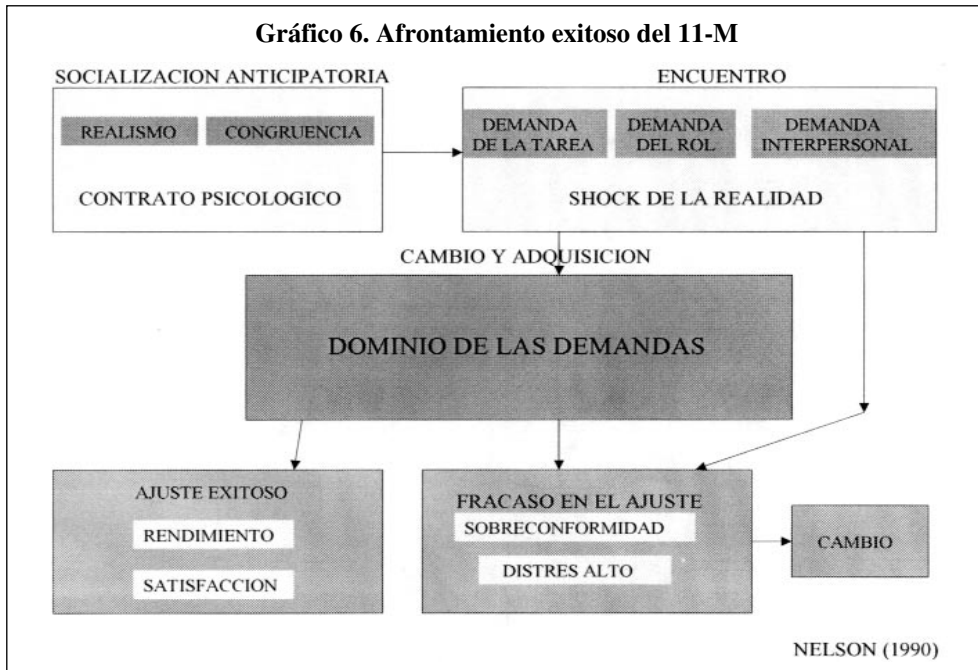 Gráfico 6. Afrontamiento exitoso del 11-M
SOCIALIZACION ANTICIPATORIA
REALISMO
CONGRUENCIA
CONTRATO PSICOLOGICO
ENCUENTRO
DEMANDA
DE LA TAREA
DEMANDA
DEL ROL
DEMANDA
INTERPERSONAL
SHOCK DE LA REALIDAD
CAMBIO Y ADQUISICION
DOMINIO DE LAS DEMANDAS
AJUSTE EXITOSO
RENDIMIENTO
SATISFACCION
FRACASO EN EL AJUSTE
SOBRECONFORMIDAD
DISTRES ALTO
CAMBIO
NELSON (1990)